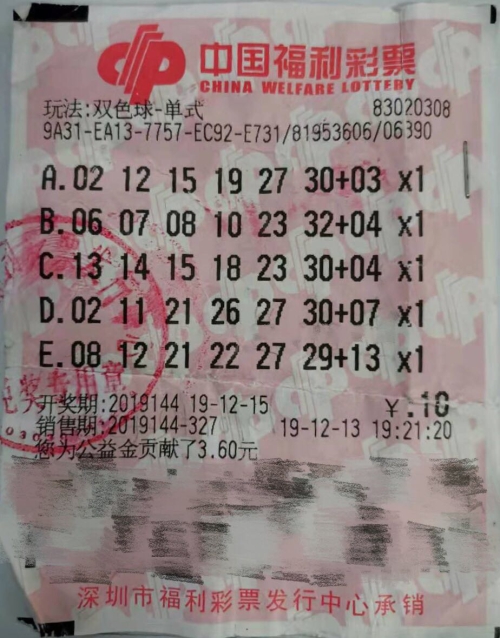 中国福利彩票
CHINA WELFARE LOTTERY
玩法:双色球-单式 83020308
9A31-EA13-7757-EC92-E731/81953606/06390
A.02 12 15 19 27 30+03 x1
B.06 07 08 10 23 32+04 x1
C.13 14 15 18 23 30+04 x1
D.02 11 21 26 27 30+07 x1
E.08 12 21 22 27 29+13 x1
专用章
开奖期:2019144 19-12-15 ¥.10
销售期:2019144-327 19-12-13 19:21:20
您为公益金贡献了3.60元
深圳市福利彩票发行中心承销